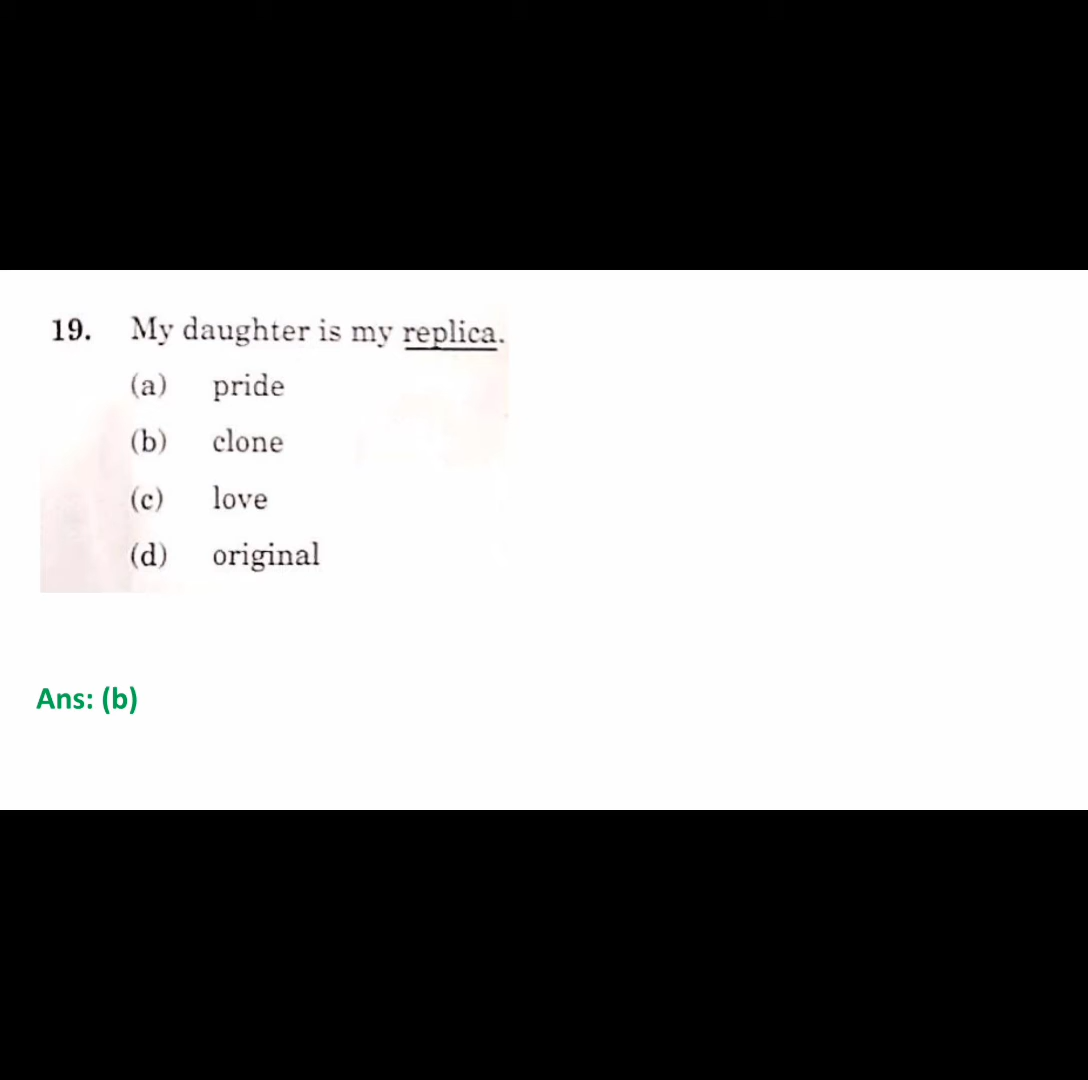 19. My daughter is my replica.
(a) pride
(b) clone
(c) love
(d) original
Ans: (b)